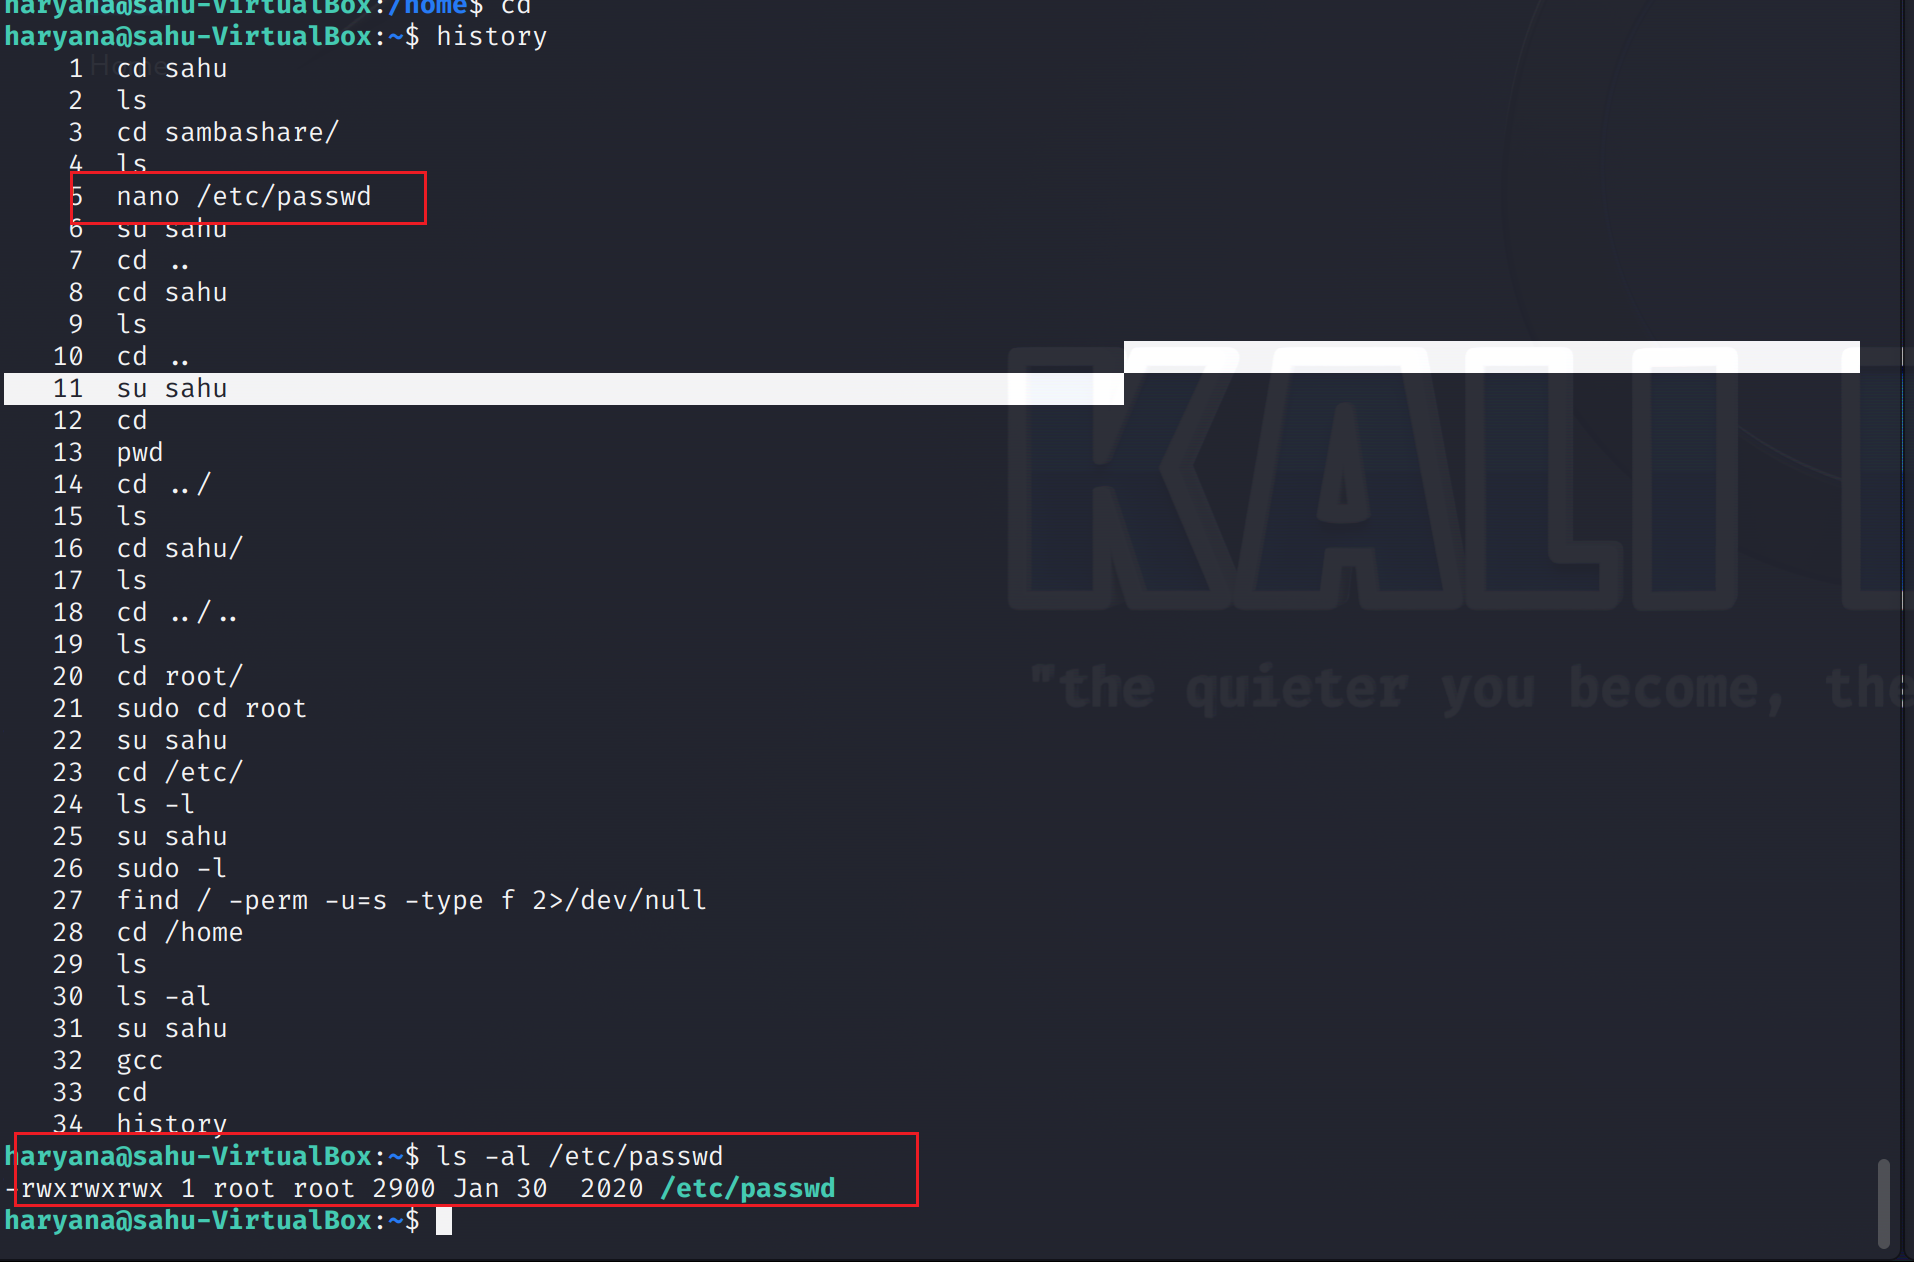 haryana@sahu-VirtualBox:/home$ cd
haryana@sahu-VirtualBox:~$ history
1 cd sahu
2 ls
3 cd sambashare/
4 ls
5 nano /etc/passwd
6 su sahu
7 cd ..
8 cd sahu
9 ls
10 cd ..
11 su sahu
12 cd
13 pwd
14 cd ../
15 ls
16 cd sahu/
17 ls
18 cd ../..
19 ls
20 cd root/
21 sudo cd root
22 su sahu
23 cd /etc/
24 ls -l
25 su sahu
26 sudo -l
27 find / -perm -u=s -type f 2>/dev/null
28 cd /home
29 ls
30 ls -al
31 su sahu
32 gcc
33 cd
34 history
haryana@sahu-VirtualBox:~$ ls -al /etc/passwd
-rwxrwxrwx 1 root root 2900 Jan 30  2020 /etc/passwd
haryana@sahu-VirtualBox:~$
Home
KALI
"the quieter you become, the